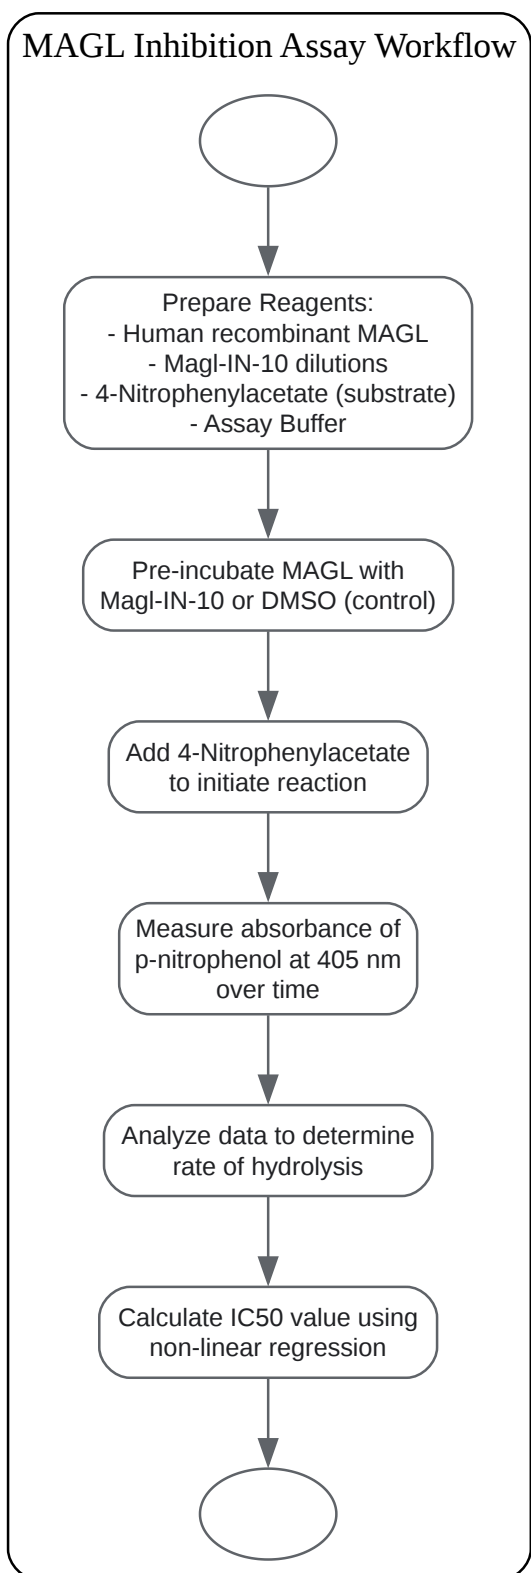 MAGL Inhibition Assay Workflow
Prepare Reagents:
- Human recombinant MAGL
- Magl-IN-10 dilutions
- 4-Nitrophenylacetate (substrate)
- Assay Buffer
Pre-incubate MAGL with
Magl-IN-10 or DMSO (control)
Add 4-Nitrophenylacetate
to initiate reaction
Measure absorbance of
p-nitrophenol at 405 nm
over time
Analyze data to determine
rate of hydrolysis
Calculate IC50 value using
non-linear regression